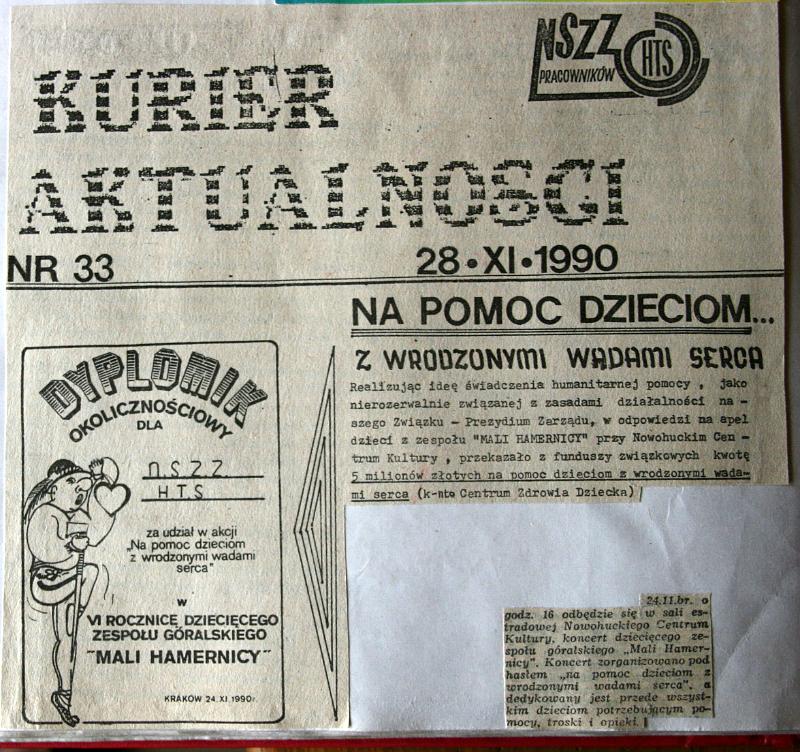 NSZZ
PRACOWNIKÓW
HTS
KURIER
AKTUALNOSCI
NR 33
28•XI•1990
NA POMOC DZIECIOM...
Z WRODZONYMI WADAMI SERCA
Realizując ideę świadczenia humanitarnej pomocy , jako
nierozerwalnie związanej z zasadami działalności na -
szego Związku - Prezydium Zarządu, w odpowiedzi na apel
dzieci z zespołu "MALI HAMERNICY" przy Nowohuckim Cen -
trum Kultury , przekazało z funduszy związkowych kwotę
5 milionów złotych na pomoc dzieciom z wrodzonymi wada-
mi serca (k-nto Centrum Zdrowia Dziecka)
DYPLOMIK
OKOLICZNOŚCIOWY
DLA
NSZZ
HTS
za udział w akcji
„Na pomoc dzieciom
z wrodzonymi wadami
serca"
w
VI ROCZNICĘ DZIECIĘCEGO
ZESPOŁU GÓRALSKIEGO
"MALI HAMERNICY"
KRAKÓW 24.XI 1990r.
24.11.br. o
godz. 16 odbędzie się w sali es-
tradowej Nowohuckiego Centrum
Kultury, koncert dziecięcego ze-
społu góralskiego „Mali Hamer-
nicy". Koncert zorganizowano pod
hasłem „na pomoc dzieciom z
wrodzonymi wadami serca", a
dedykowany jest przede wszyst-
kim dzieciom potrzebującym po-
mocy, troski i opieki.